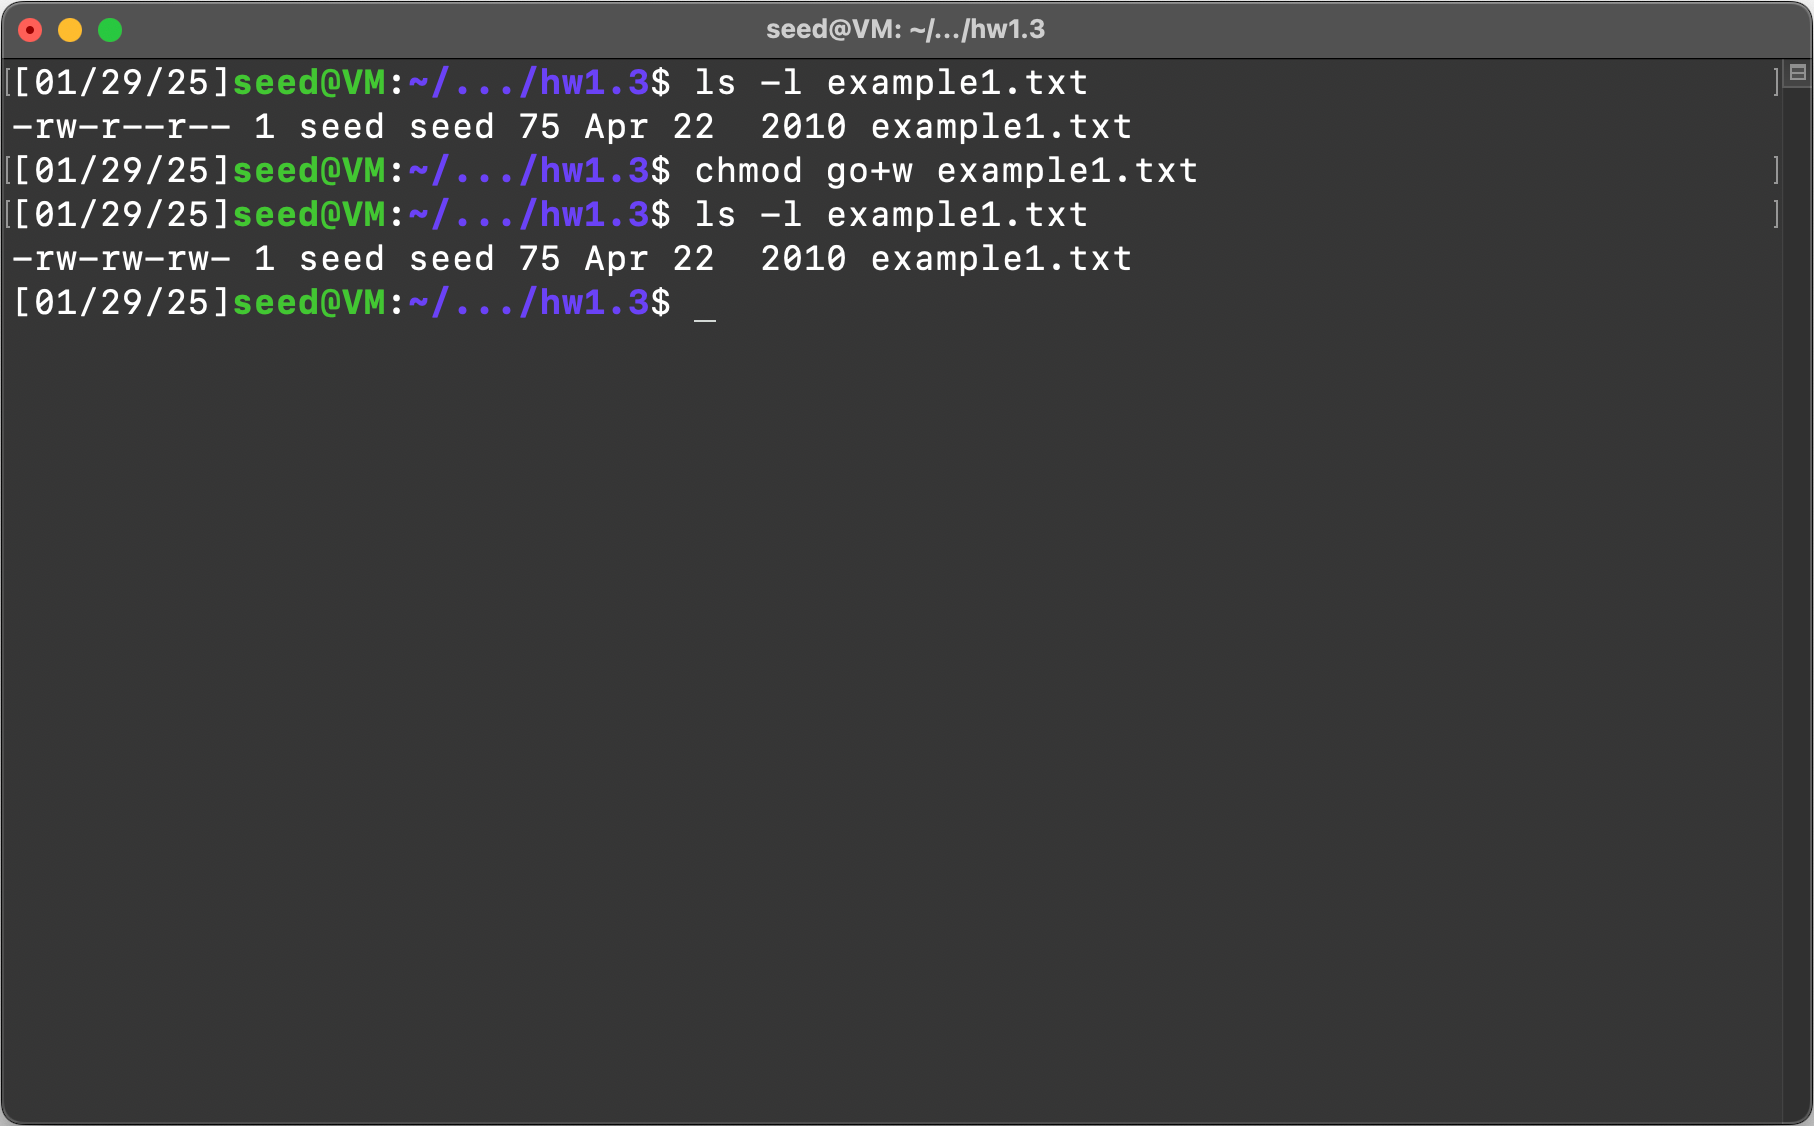 seed@VM: ~/.../hw1.3
[[01/29/25]seed@VM:~/.../hw1.3$ ls -l example1.txt ]
-rw-r--r-- 1 seed seed 75 Apr 22  2010 example1.txt
[[01/29/25]seed@VM:~/.../hw1.3$ chmod go+w example1.txt ]
[[01/29/25]seed@VM:~/.../hw1.3$ ls -l example1.txt ]
-rw-rw-rw- 1 seed seed 75 Apr 22  2010 example1.txt
[01/29/25]seed@VM:~/.../hw1.3$ _